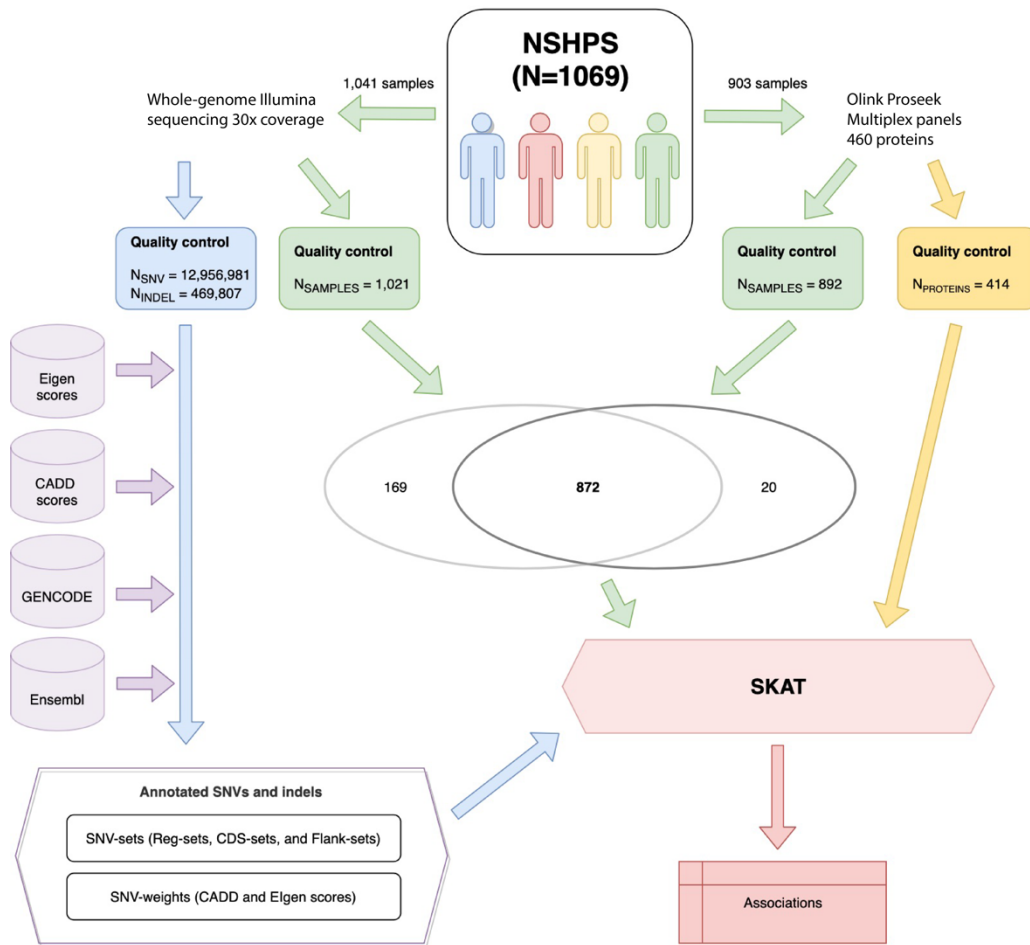 NSHPS
(N=1069)
1,041 samples
903 samples
Whole-genome Illumina
sequencing 30x coverage
Olink Proseek
Multiplex panels
460 proteins
Quality control
NSNV = 12,956,981
NINDEL = 469,807
Quality control
NSAMPLES = 1,021
Quality control
NSAMPLES = 892
Quality control
NPROTEINS = 414
Eigen
scores
CADD
scores
GENCODE
Ensembl
169
872
20
SKAT
Annotated SNVs and indels
SNV-sets (Reg-sets, CDS-sets, and Flank-sets)
SNV-weights (CADD and EIgen scores)
Associations